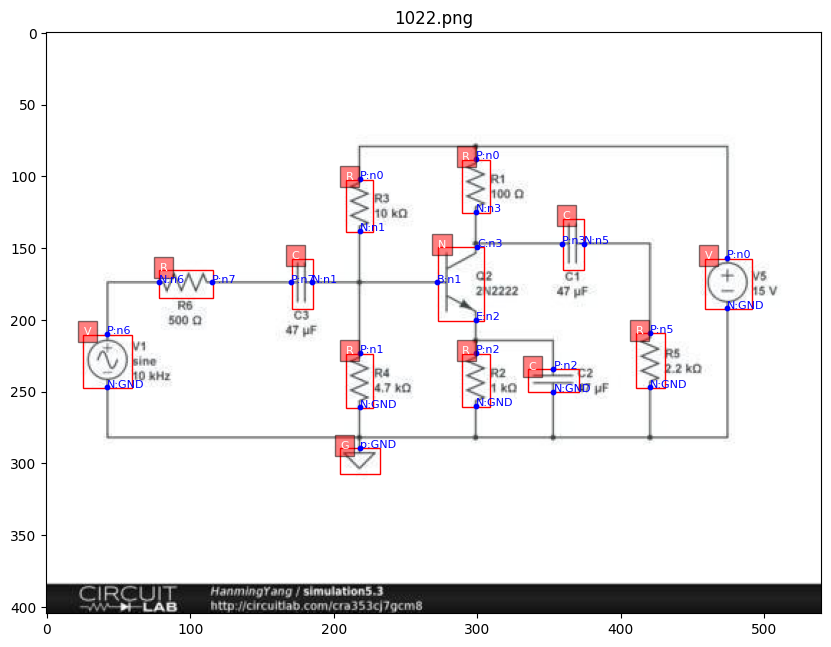 1022.png
0
50
100
150
200
250
300
350
400
0
100
200
300
400
500
R
P:n0
R3
10 kΩ
N:n1
R
P:n0
R1
100 Ω
N:n3
C
P:n3
N:n5
C1
47 µF
N
C:n3
B:n1
E:n2
Q2
2N2222
V
P:n0
V5
15 V
N:GND
R
N:n6
P:n7
R6
500 Ω
C
P:n7
N:n1
C3
47 µF
V
P:n6
V1
sine
10 kHz
N:GND
R
P:n1
R4
4.7 kΩ
N:GND
R
P:n2
R2
1 kΩ
N:GND
C
P:n2
C2
N:GND
µF
R
P:n5
R5
2.2 kΩ
N:GND
G
p:GND
CIRCUIT
LAB
HanmingYang / simulation5.3
http://circuitlab.com/cra353cj7gcm8